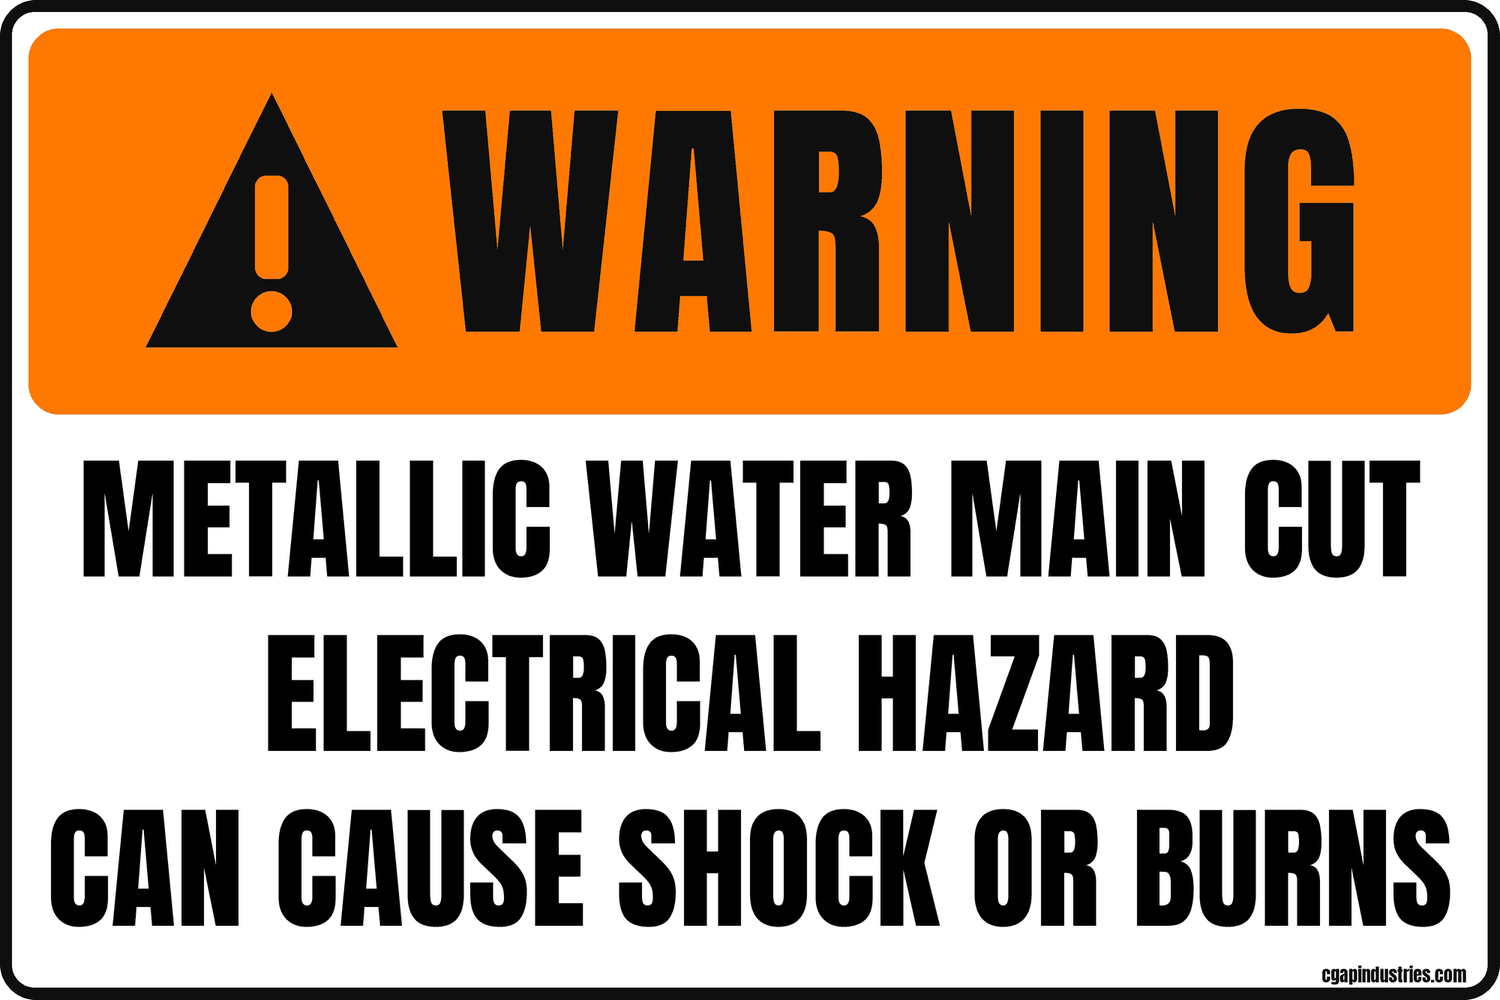 WARNING
METALLIC WATER MAIN CUT
ELECTRICAL HAZARD
CAN CAUSE SHOCK OR BURNS
cgapindustries.com